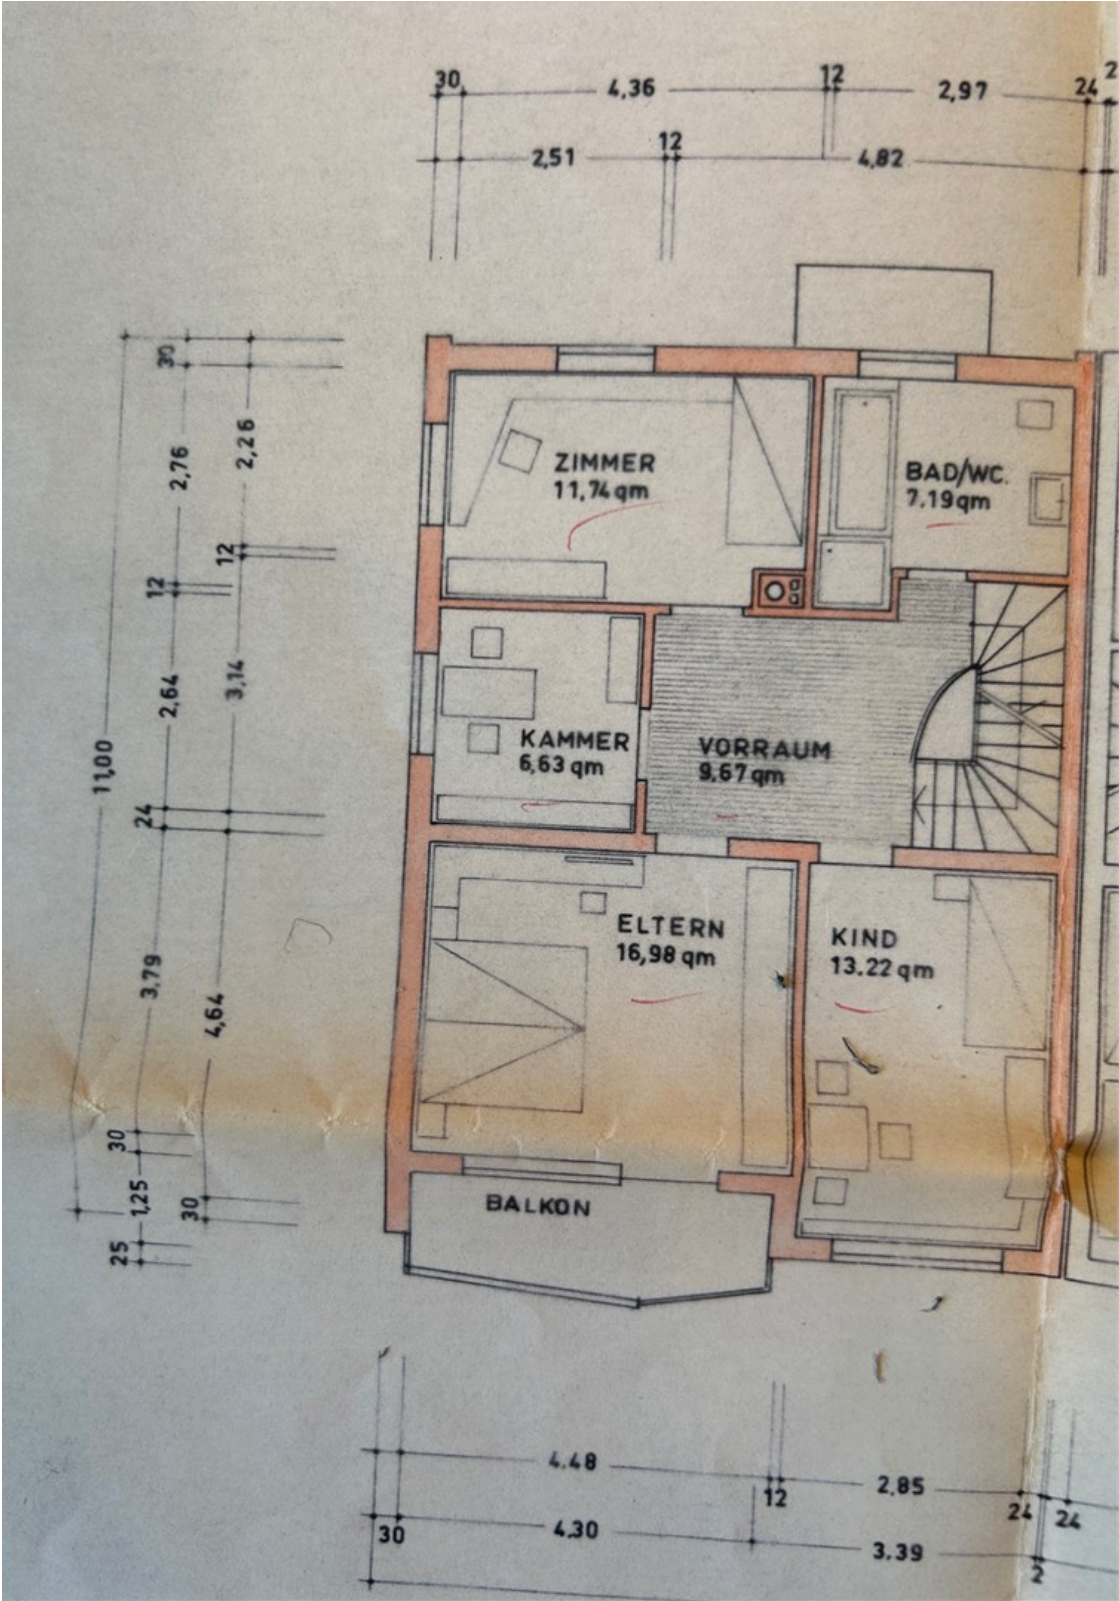 30 4,36 12 2,97 24 2
2,51 12 4,82
30
2,76
2,26
12
12
2,64
3,14
11,00
24
3,79
4,64
30
1,25
30
25
ZIMMER
11,74 qm
BAD/WC.
7.19 qm
KAMMER
6,63 qm
VORRAUM
9,67 qm
ELTERN
16,98 qm
KIND
13.22 qm
BALKON
4.48 12 2,85 24 24
30 4,30 3,39 2